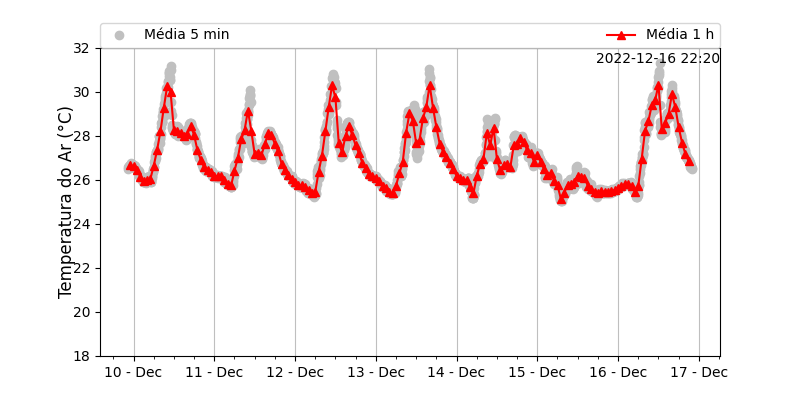 Média 5 min
Média 1 h
2022-12-16 22:20
Temperatura do Ar (°C)
32
30
28
26
24
22
20
18
10 - Dec
11 - Dec
12 - Dec
13 - Dec
14 - Dec
15 - Dec
16 - Dec
17 - Dec